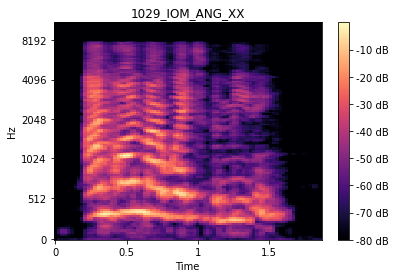 1029_IOM_ANG_XX
8192
4096
2048
1024
512
0
Hz
0
0.5
1
1.5
Time
-10 dB
-20 dB
-30 dB
-40 dB
-50 dB
-60 dB
-70 dB
-80 dB